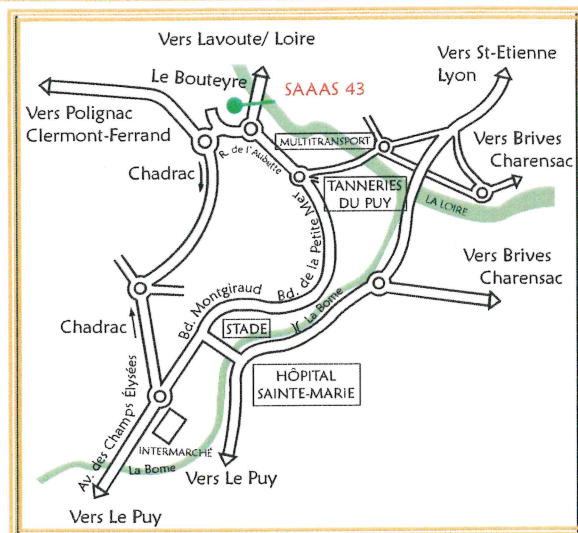 Vers Lavoute/ Loire
Le Bouteyre
SAAAS 43
Vers St-Etienne
Lyon
Vers Polignac
Clermont-Ferrand
MULTITRANSPORT
Vers Brives
Charensac
R. de l'Aubette
Chadrac
TANNERIES
DU PUY
LA LOIRE
Bd. de la Petite Mer
Vers Brives
Charensac
Bd. Montgiraud
La Borne
Chadrac
STADE
HÔPITAL
SAINTE-MARIE
Av. des Champs Élysées
INTERMARCHÉ
La Borne
Vers Le Puy
Vers Le Puy